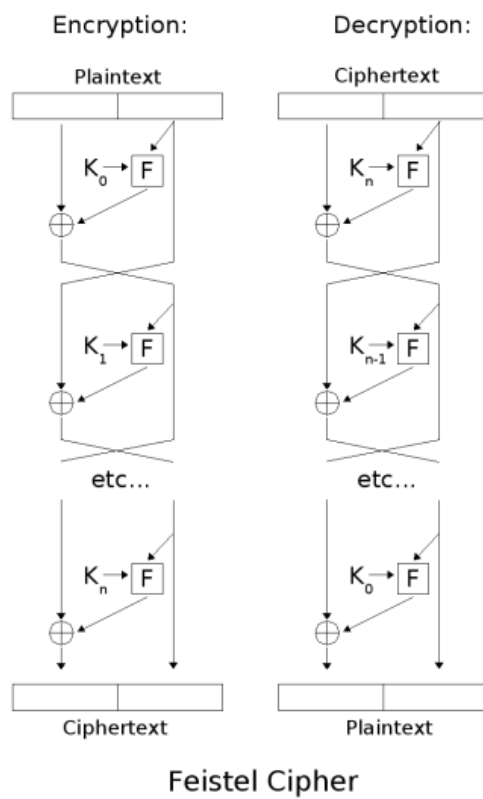 Encryption:
Plaintext
K₀ F
K₁ F
etc...
Kₙ F
Ciphertext
Decryption:
Ciphertext
Kₙ F
Kₙ₋₁ F
etc...
K₀ F
Plaintext
Feistel Cipher